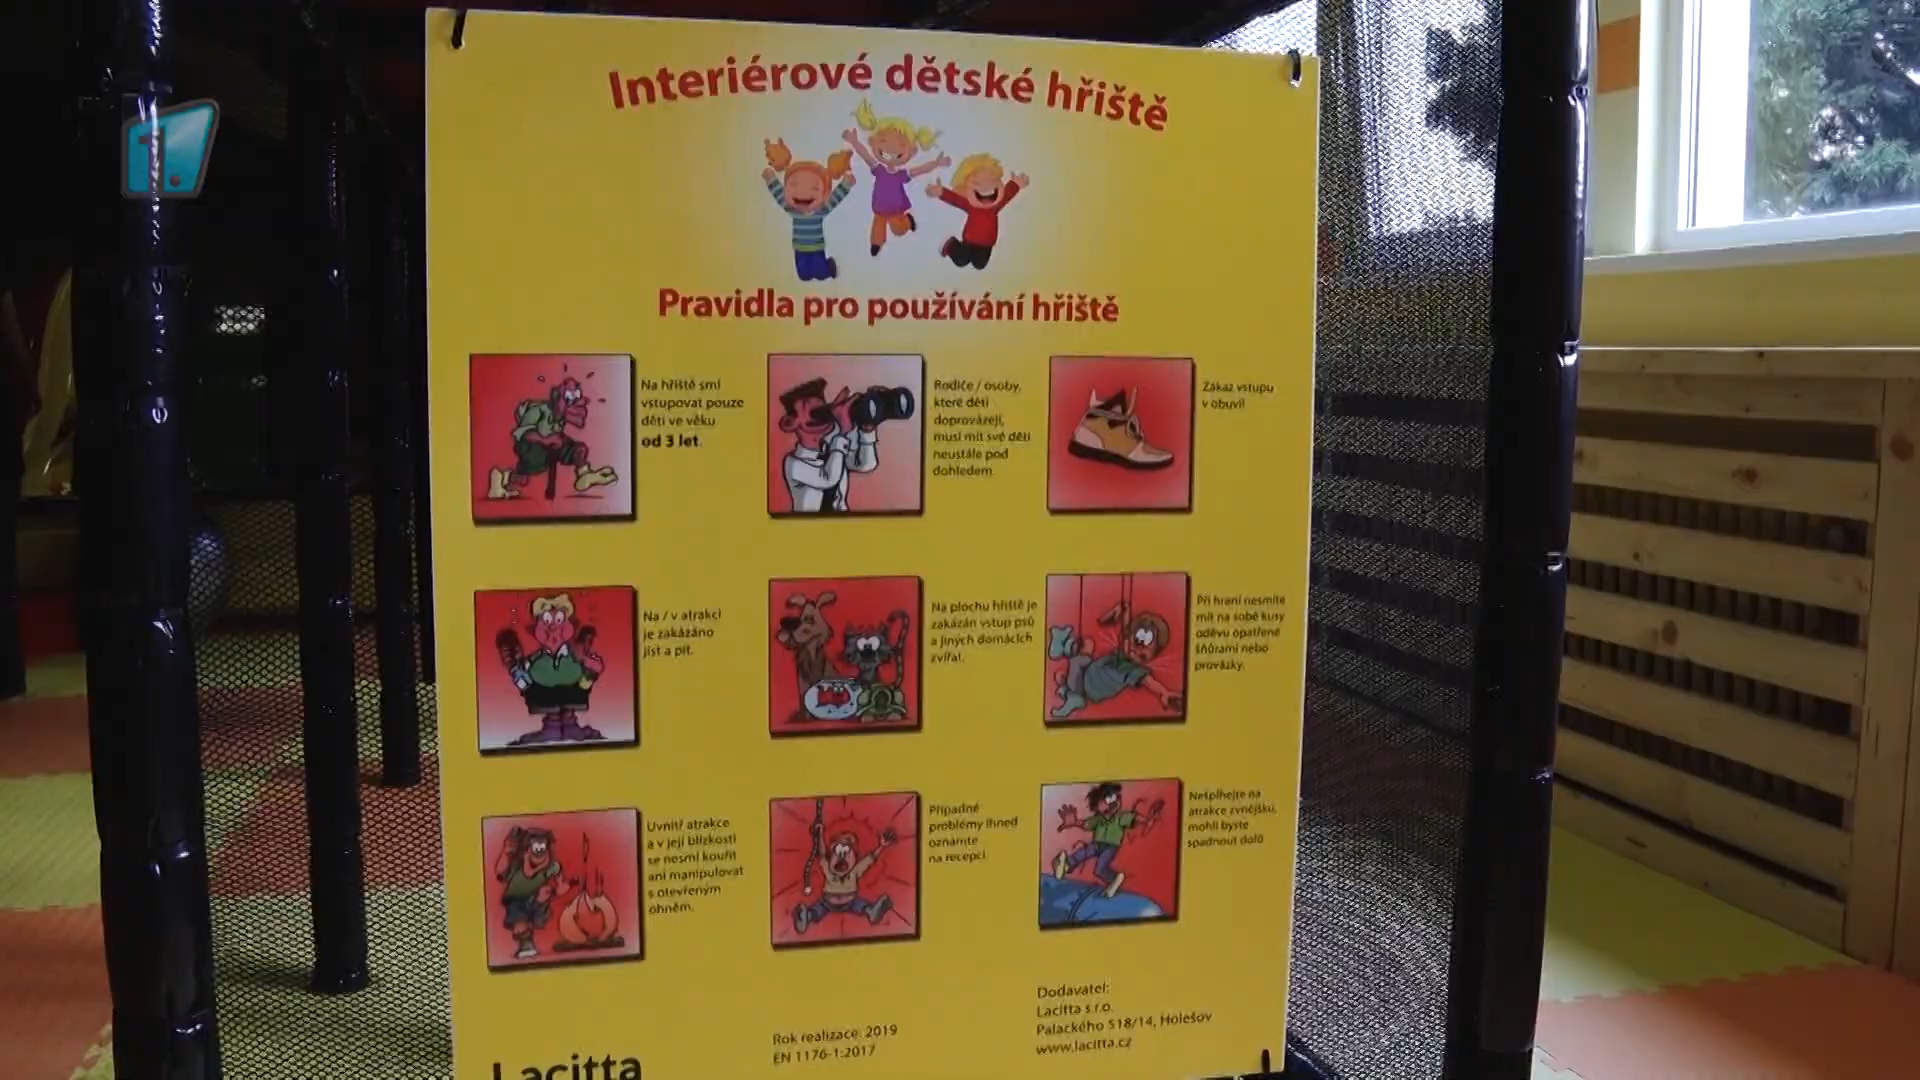 1.
Interiérové dětské hřiště
Pravidla pro používání hřiště
Na hřiště smí
vstupovat pouze
děti ve věku
od 3 let.
Rodiče / osoby,
které děti
doprovázejí,
musí mít své děti
neustále pod
dohledem.
Zákaz vstupu
v obuvi!
Na / v atrakci
je zakázáno
jíst a pít.
Na plochu hřiště je
zakázán vstup psů
a jiných domácích
zvířat.
Při hraní nesmíte
mít na sobě kusy
oděvu opatřené
šňůrami nebo
provázky.
Uvnitř atrakce
a v její blízkosti
se nesmí kouřit
ani manipulovat
s otevřeným
ohněm.
Případné
problémy ihned
oznamte
na recepci.
Nešplhejte na
atrakce zvnějšku,
mohli byste
spadnout dolů
Lacitta
Rok realizace: 2019
EN 1176-1:2017
Dodavatel:
Lacitta s.r.o.
Palackého 518/14, Holešov
www.lacitta.cz